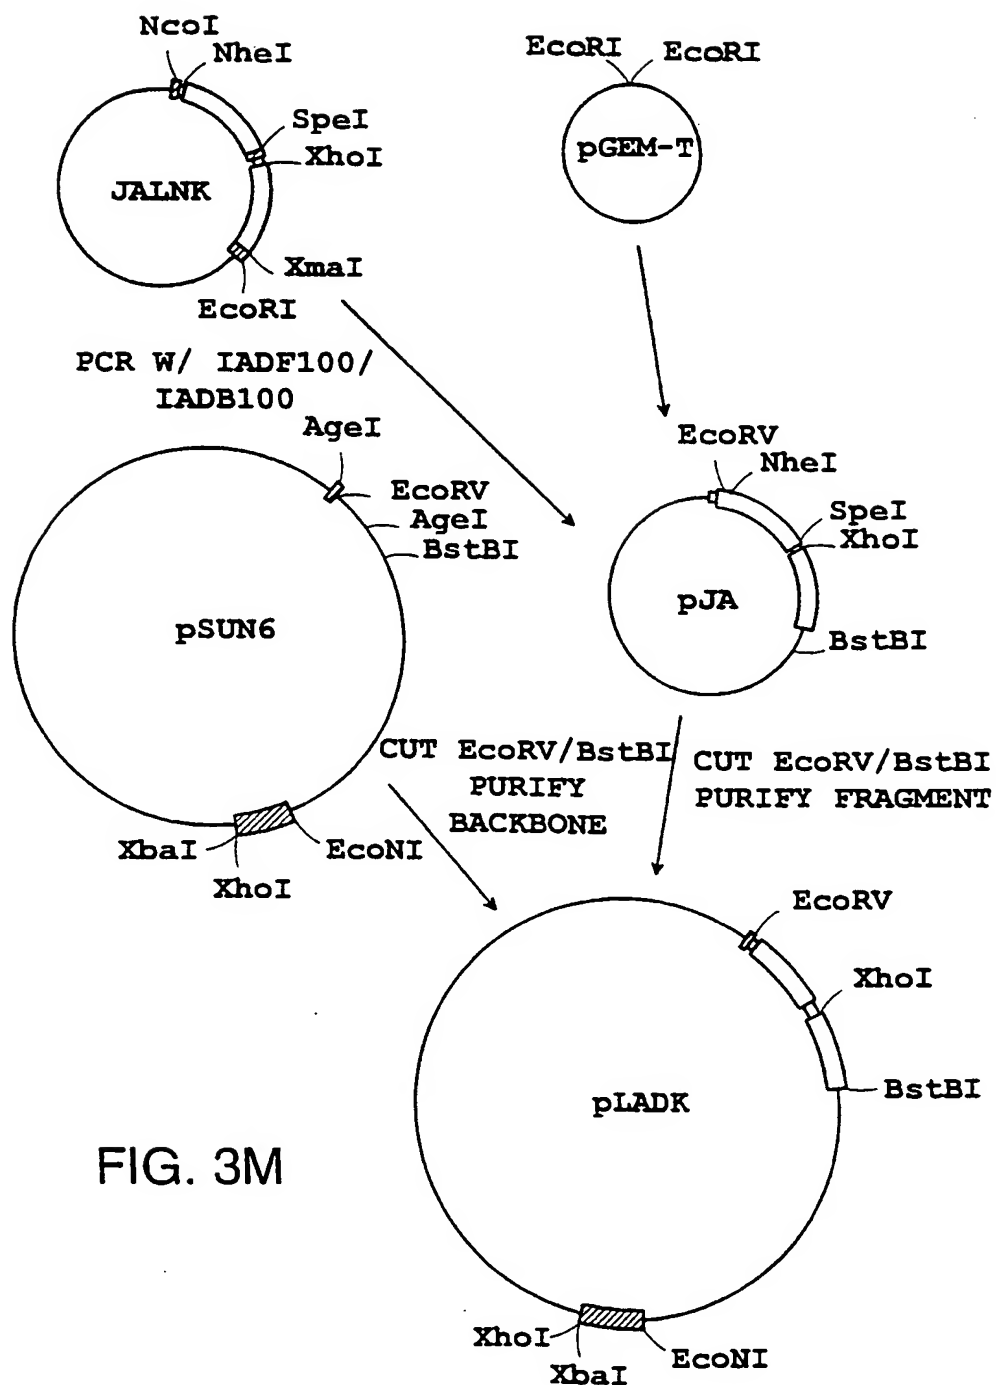 NcoI
NheI
SpeI
XhoI
JALNK
XmaI
EcoRI
EcoRI
EcoRI
pGEM-T
PCR W/ IADF100/
IADB100
AgeI
EcoRV
AgeI
BstBI
pSUN6
XbaI
XhoI
EcoNI
EcoRV
NheI
SpeI
XhoI
pJA
BstBI
CUT EcoRV/BstBI
PURIFY
BACKBONE
CUT EcoRV/BstBI
PURIFY FRAGMENT
EcoRV
XhoI
BstBI
pLADK
XhoI
XbaI
EcoNI
FIG. 3M